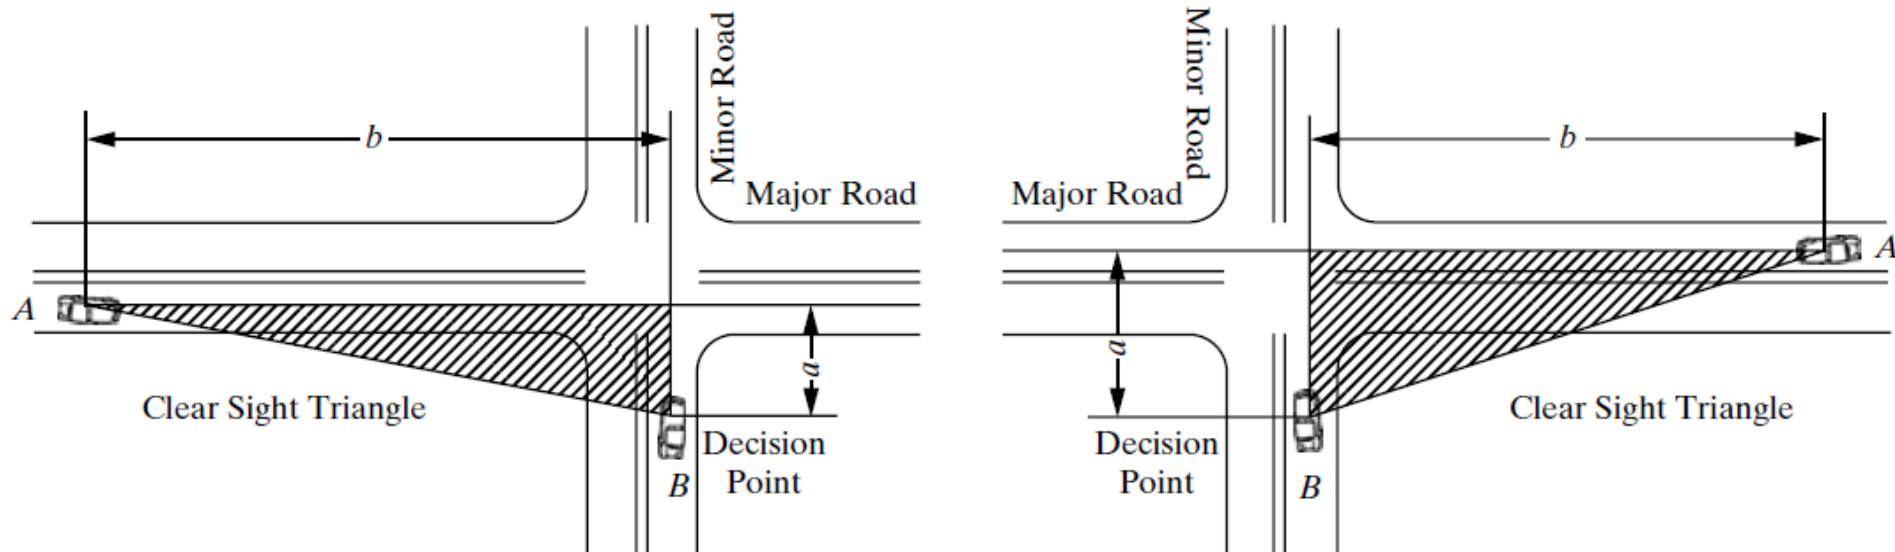 Minor Road
b
Major Road
A
a
Clear Sight Triangle
Decision
Point
B
Minor Road
b
Major Road
A
a
Clear Sight Triangle
Decision
Point
B